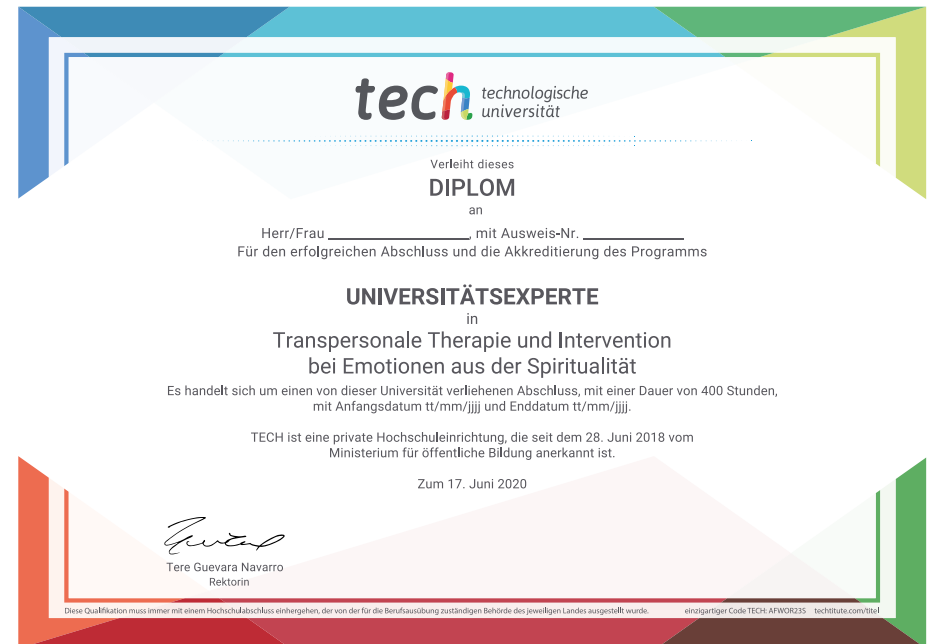 tech technologische
universität
Verleiht dieses
DIPLOM
an
Herr/Frau ____________________, mit Ausweis-Nr. ______________
Für den erfolgreichen Abschluss und die Akkreditierung des Programms
UNIVERSITÄTSEXPERTE
in
Transpersonale Therapie und Intervention
bei Emotionen aus der Spiritualität
Es handelt sich um einen von dieser Universität verliehenen Abschluss, mit einer Dauer von 400 Stunden,
mit Anfangsdatum tt/mm/jjjj und Enddatum tt/mm/jjjj.
TECH ist eine private Hochschuleinrichtung, die seit dem 28. Juni 2018 vom
Ministerium für öffentliche Bildung anerkannt ist.
Zum 17. Juni 2020
Tere Guevara Navarro
Rektorin
Diese Qualifikation muss immer mit einem Hochschulabschluss einhergehen, der von der für die Berufsausübung zuständigen Behörde des jeweiligen Landes ausgestellt wurde. einzigartiger Code TECH: AFWOR235 techtitute.com/titel